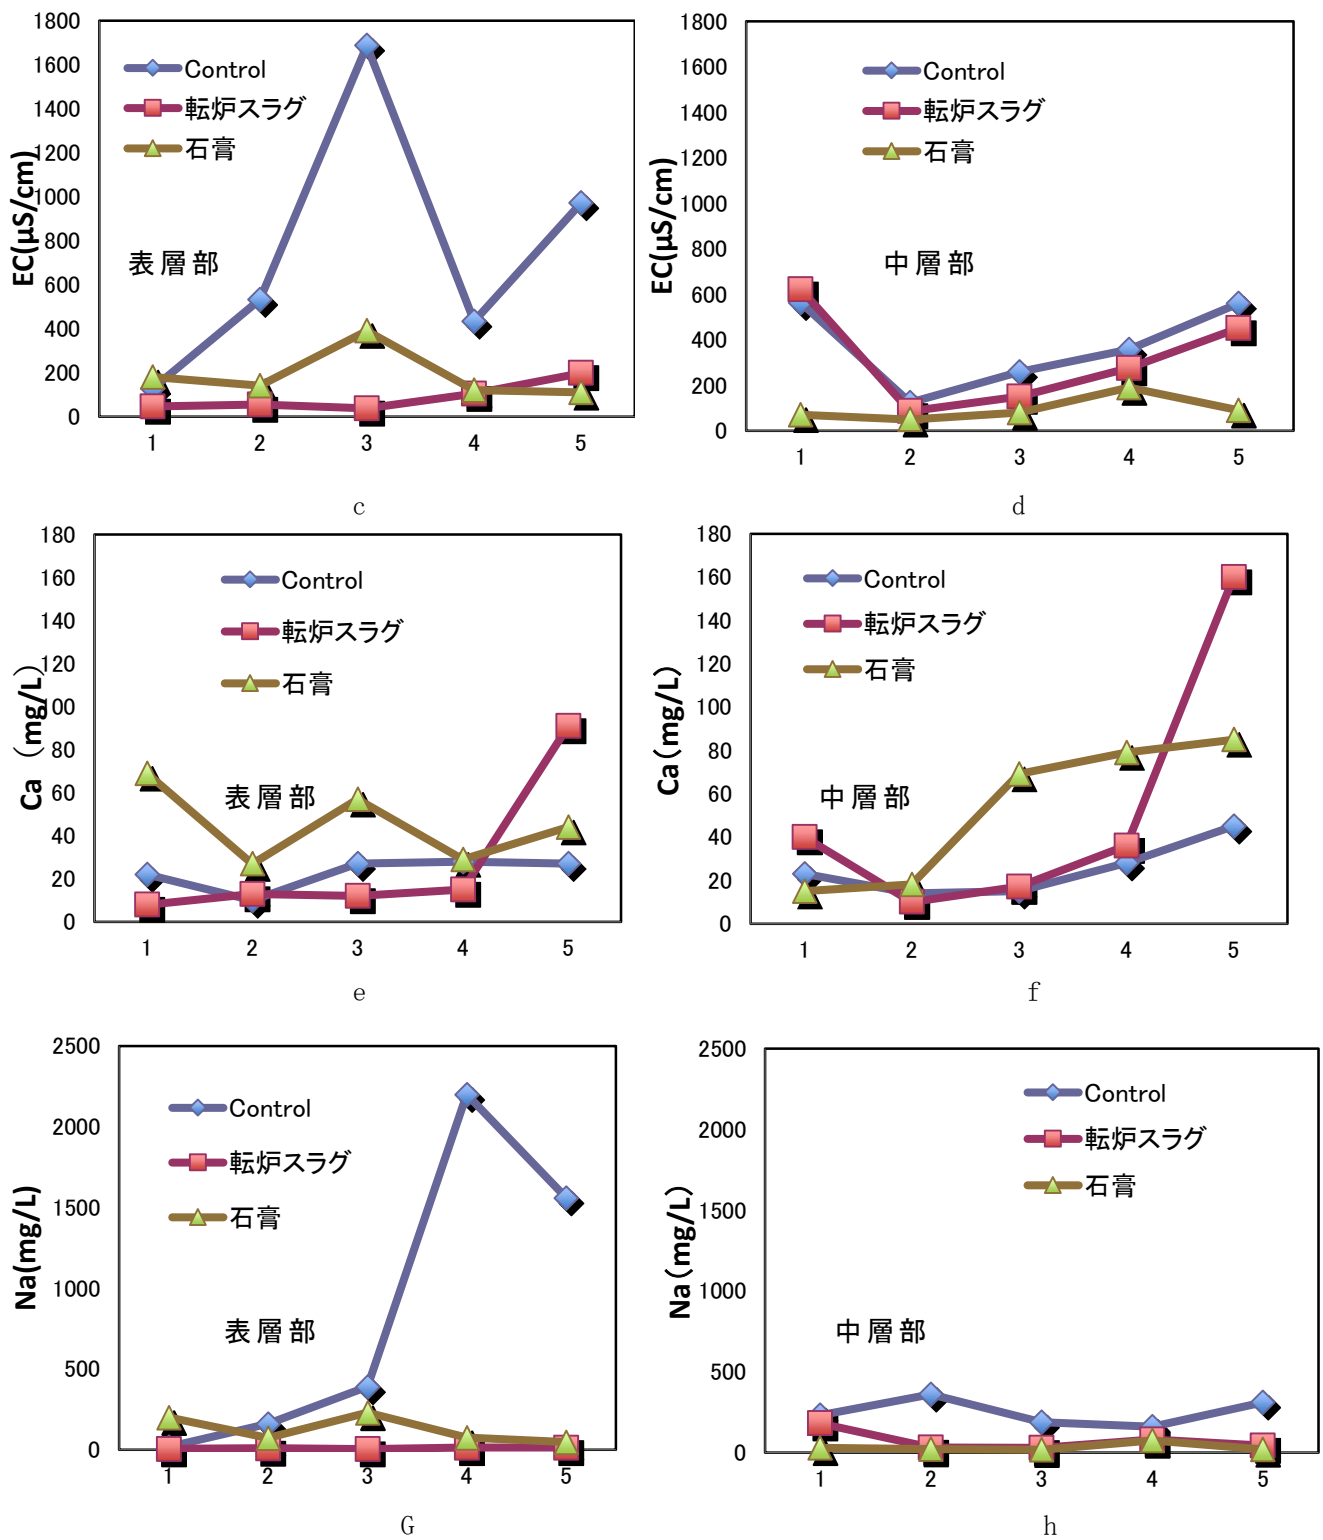 1800
1600
1400
1200
1000
800
600
400
200
0
EC(μS/cm)
Control
転炉スラグ
石膏
表層部
1 2 3 4 5
c
1800
1600
1400
1200
1000
800
600
400
200
0
EC(μS/cm)
Control
転炉スラグ
石膏
中層部
1 2 3 4 5
d
180
160
140
120
100
80
60
40
20
0
Ca（mg/L）
Control
転炉スラグ
石膏
表層部
1 2 3 4 5
e
180
160
140
120
100
80
60
40
20
0
Ca（mg/L）
Control
転炉スラグ
石膏
中層部
1 2 3 4 5
f
2500
2000
1500
1000
500
0
Na(mg/L)
Control
転炉スラグ
石膏
表層部
1 2 3 4 5
G
2500
2000
1500
1000
500
0
Na（mg/L）
Control
転炉スラグ
石膏
中層部
1 2 3 4 5
h